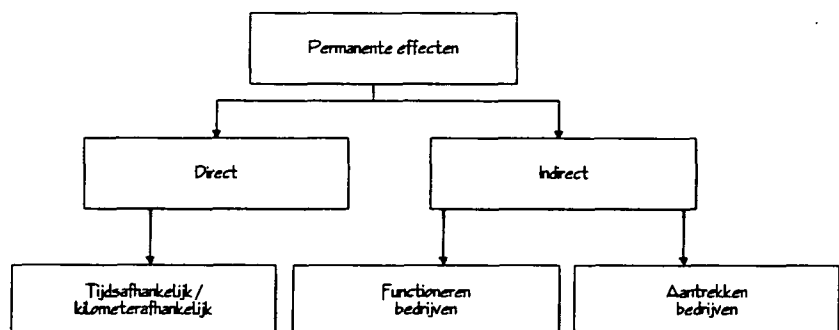 Permanente effecten
Direct
Indirect
Tijdsafhankelijk /
kilometerafhankelijk
Functioneren
bedrijven
Aantrekken
bedrijven